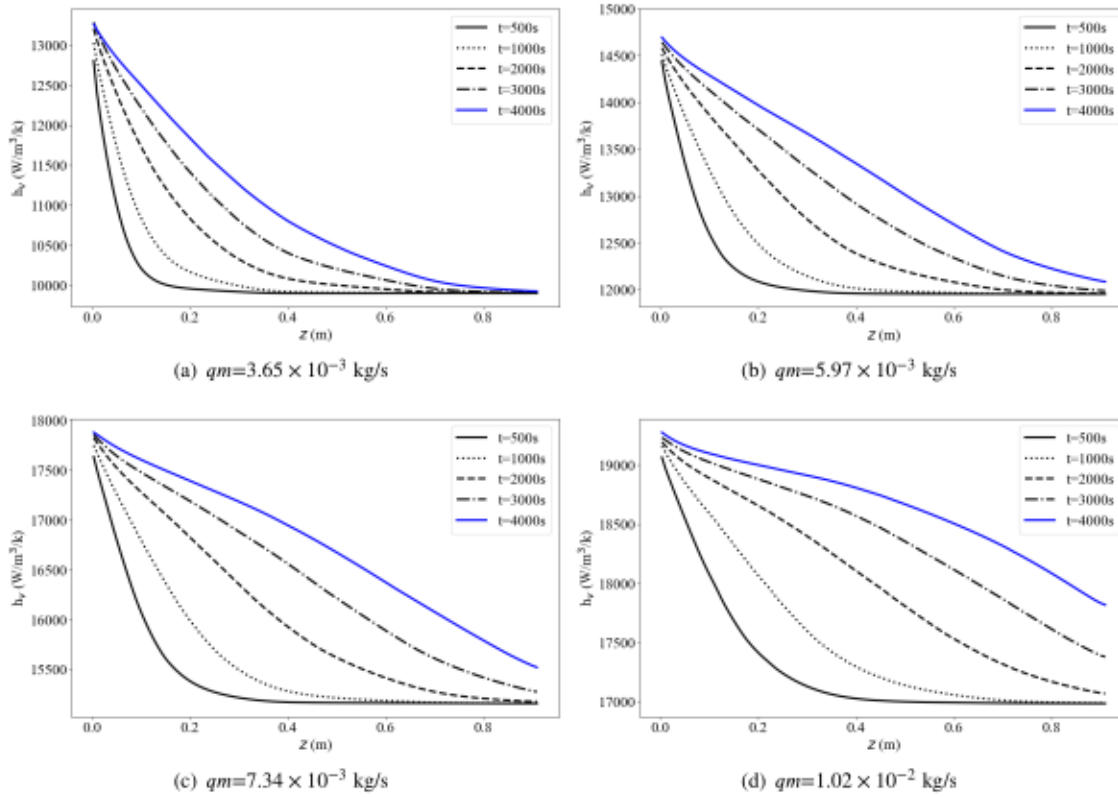 13000
12500
12000
11500
11000
10500
10000
h_v (W/m³/k)
0.0 0.2 0.4 0.6 0.8
z (m)
t=500s
t=1000s
t=2000s
t=3000s
t=4000s
(a) qm=3.65 × 10⁻³ kg/s
15000
14500
14000
13500
13000
12500
12000
h_v (W/m³/k)
0.0 0.2 0.4 0.6 0.8
z (m)
t=500s
t=1000s
t=2000s
t=3000s
t=4000s
(b) qm=5.97 × 10⁻³ kg/s
18000
17500
17000
16500
16000
15500
h_v (W/m³/k)
0.0 0.2 0.4 0.6 0.8
z (m)
t=500s
t=1000s
t=2000s
t=3000s
t=4000s
(c) qm=7.34 × 10⁻³ kg/s
19000
18500
18000
17500
17000
h_v (W/m³/k)
0.0 0.2 0.4 0.6 0.8
z (m)
t=500s
t=1000s
t=2000s
t=3000s
t=4000s
(d) qm=1.02 × 10⁻² kg/s